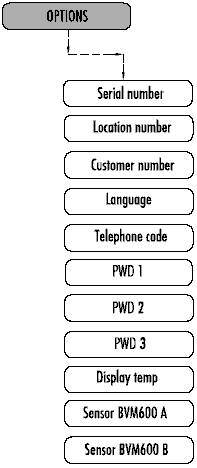 OPTIONS
Serial number
Location number
Customer number
Language
Telephone code
PWD 1
PWD 2
PWD 3
Display temp
Sensor BVM600 A
Sensor BVM600 B